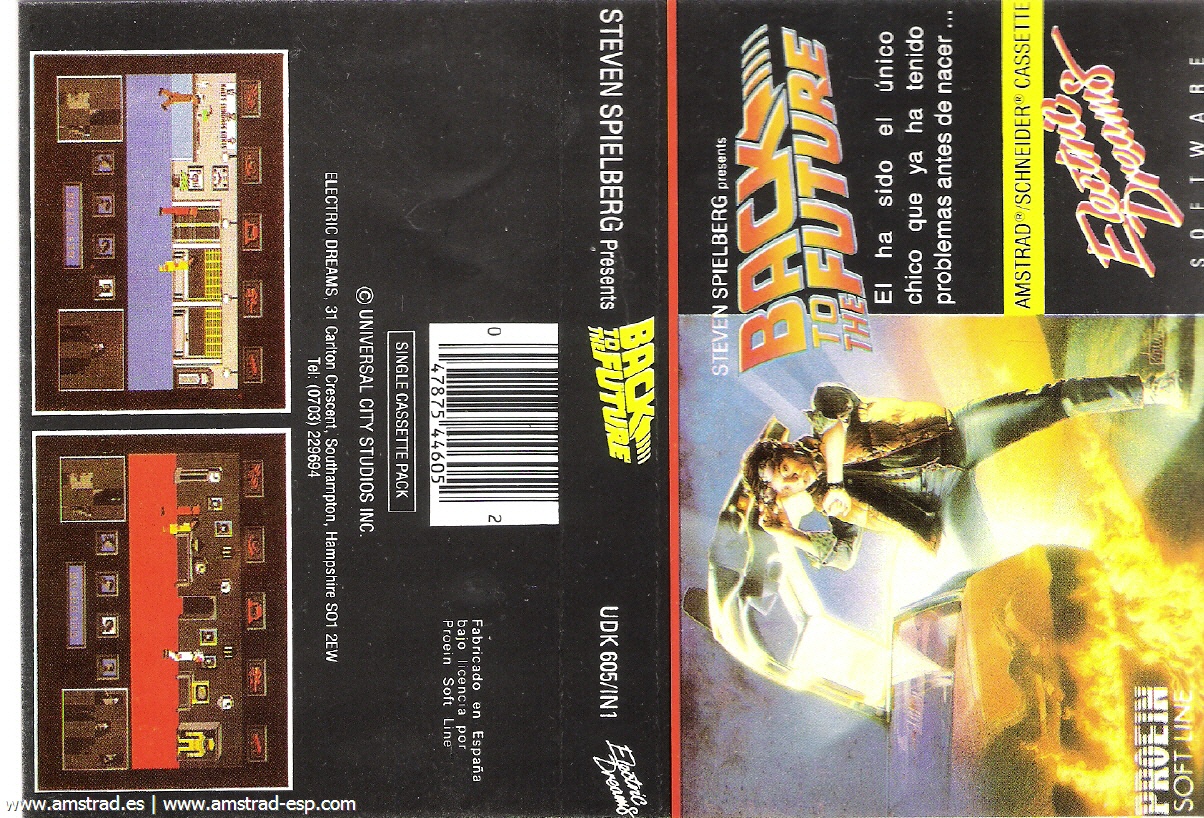 STEVEN SPIELBERG presents
BACK
TO
THE FUTURE
El ha sido el único
chico que ya ha tenido
problemas antes de nacer ...
AMSTRAD®/SCHNEIDER® CASSETTE
Electric
Dreams
SOFTWARE
PROEIN
SOFT LINE
STEVEN SPIELBERG Presents
BACK
TO
THE FUTURE
UDK 605/IN1
Electric
Dreams
0 47875 44605 2
SINGLE CASSETTE PACK
© UNIVERSAL CITY STUDIOS INC.
ELECTRIC DREAMS, 31 Carlton Crescent, Southampton, Hampshire SO1 2EW
Tel: (0703) 229694
Fabricado en España
bajo licencia por
Proein Soft Line
www.amstrad.es | www.amstrad-esp.com